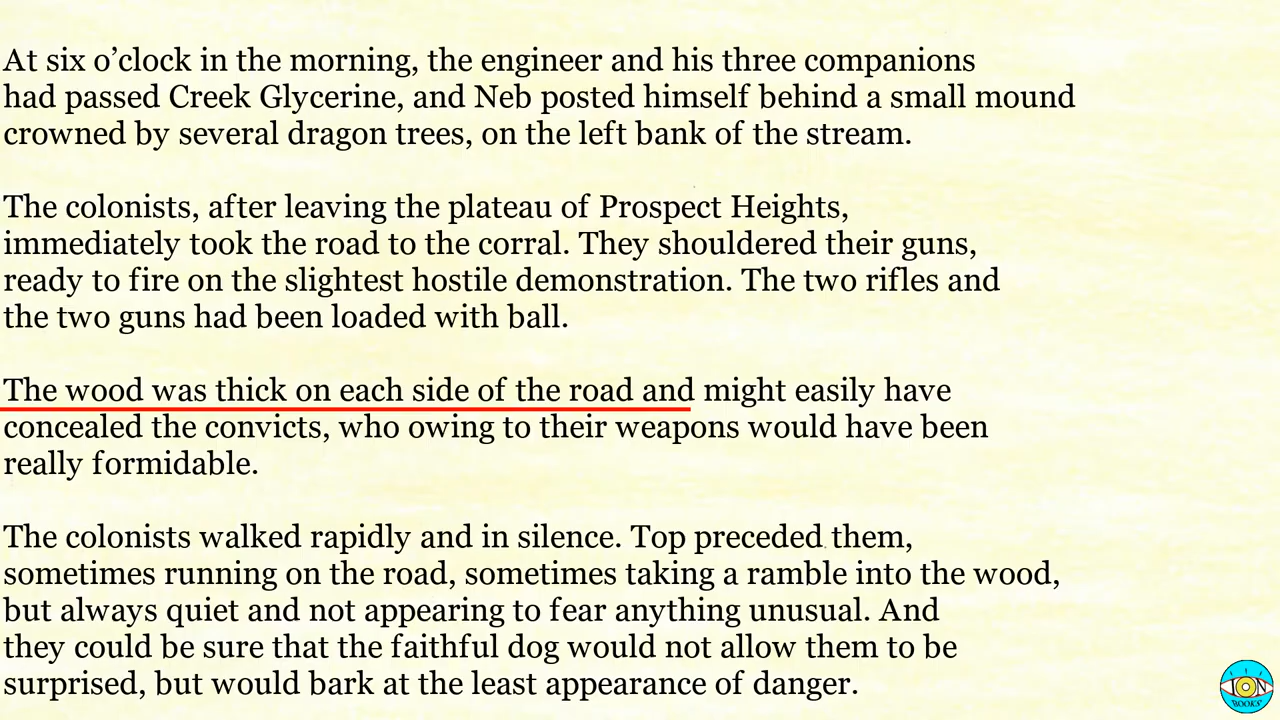 At six o’clock in the morning, the engineer and his three companions
had passed Creek Glycerine, and Neb posted himself behind a small mound
crowned by several dragon trees, on the left bank of the stream.
The colonists, after leaving the plateau of Prospect Heights,
immediately took the road to the corral. They shouldered their guns,
ready to fire on the slightest hostile demonstration. The two rifles and
the two guns had been loaded with ball.
The wood was thick on each side of the road and might easily have
concealed the convicts, who owing to their weapons would have been
really formidable.
The colonists walked rapidly and in silence. Top preceded them,
sometimes running on the road, sometimes taking a ramble into the wood,
but always quiet and not appearing to fear anything unusual. And
they could be sure that the faithful dog would not allow them to be
surprised, but would bark at the least appearance of danger.
ION
BOOKS